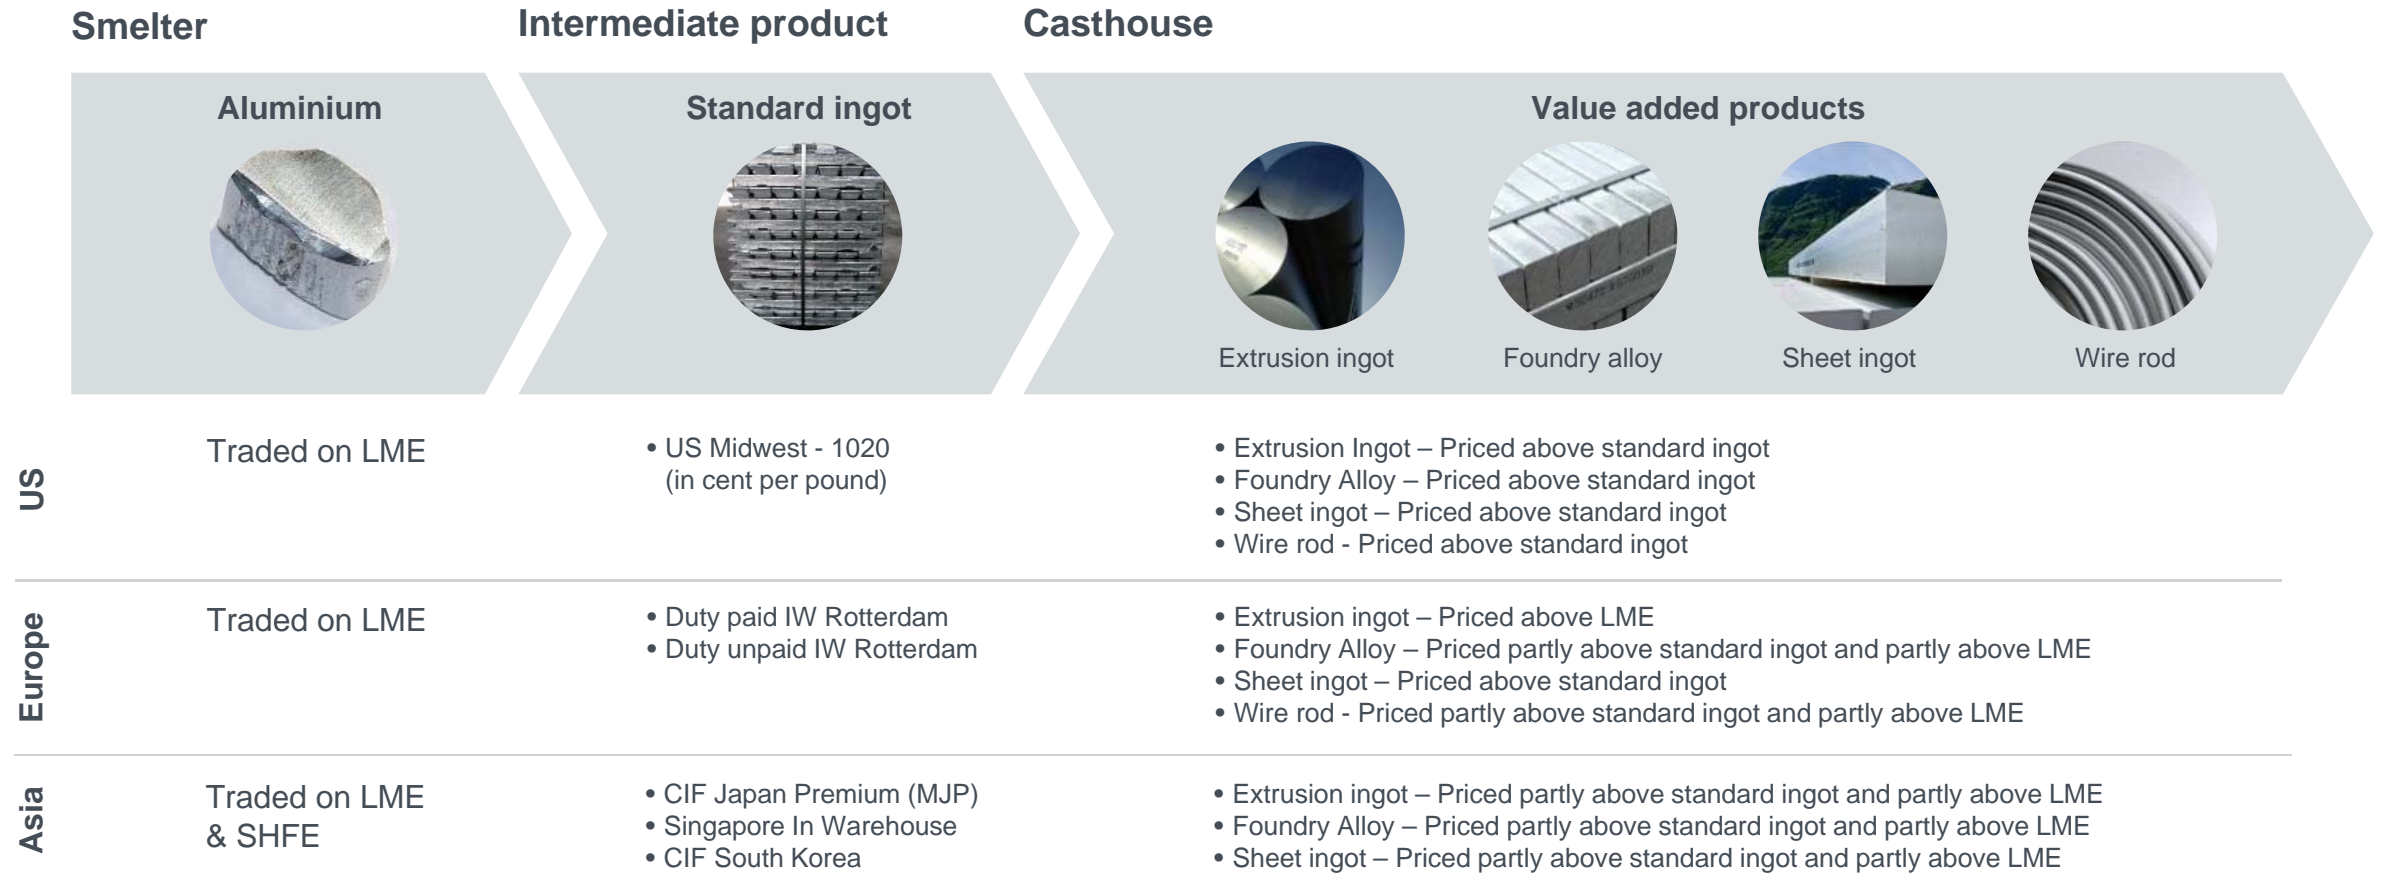 Smelter
Intermediate product
Casthouse
Aluminium
Standard ingot
Value added products
Extrusion ingot
Foundry alloy
Sheet ingot
Wire rod
US
Traded on LME
• US Midwest - 1020
(in cent per pound)
• Extrusion Ingot – Priced above standard ingot
• Foundry Alloy – Priced above standard ingot
• Sheet ingot – Priced above standard ingot
• Wire rod - Priced above standard ingot
Europe
Traded on LME
• Duty paid IW Rotterdam
• Duty unpaid IW Rotterdam
• Extrusion ingot – Priced above LME
• Foundry Alloy – Priced partly above standard ingot and partly above LME
• Sheet ingot – Priced above standard ingot
• Wire rod - Priced partly above standard ingot and partly above LME
Asia
Traded on LME
& SHFE
• CIF Japan Premium (MJP)
• Singapore In Warehouse
• CIF South Korea
• Extrusion ingot – Priced partly above standard ingot and partly above LME
• Foundry Alloy – Priced partly above standard ingot and partly above LME
• Sheet ingot – Priced partly above standard ingot and partly above LME